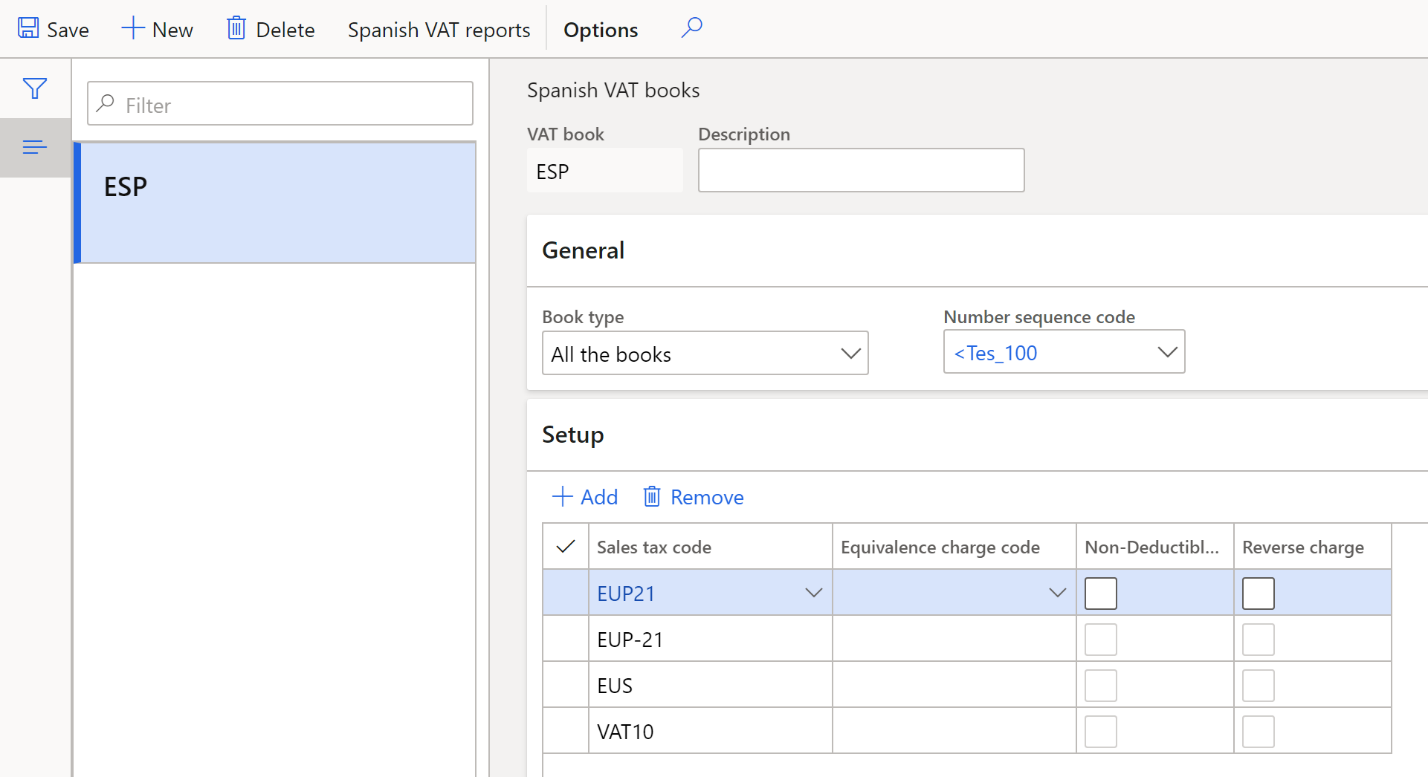 Save New Delete Spanish VAT reports Options
Filter
ESP
Spanish VAT books
VAT book Description
ESP
General
Book type Number sequence code
All the books <Tes_100
Setup
Add Remove
Sales tax code Equivalence charge code Non-Deductibl... Reverse charge
EUP21
EUP-21
EUS
VAT10